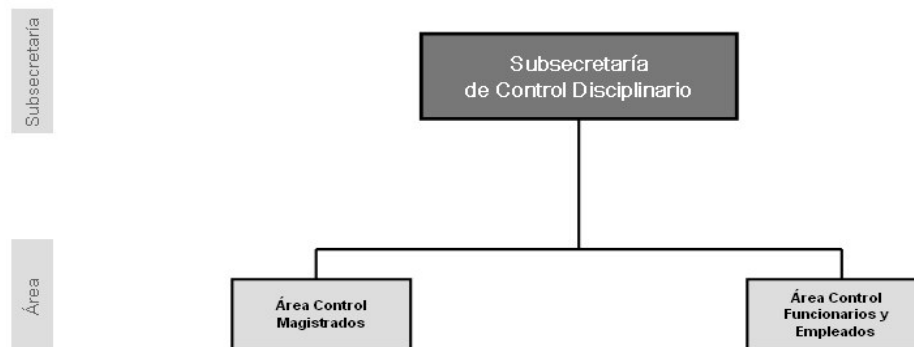 Subsecretaría
Subsecretaría
de Control Disciplinario
Área
Área Control
Magistrados
Área Control
Funcionarios y
Empleados